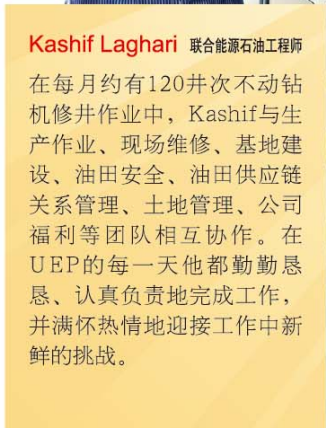 Kashif Laghari 联合能源石油工程师
在每月约有120井次不动钻
机修井作业中，Kashif与生
产作业、现场维修、基地建
设、油田安全、油田供应链
关系管理、土地管理、公司
福利等团队相互协作。在
UEP的每一天他都勤勤恳
恳、认真负责地完成工作，
并满怀热情地迎接工作中新
鲜的挑战。